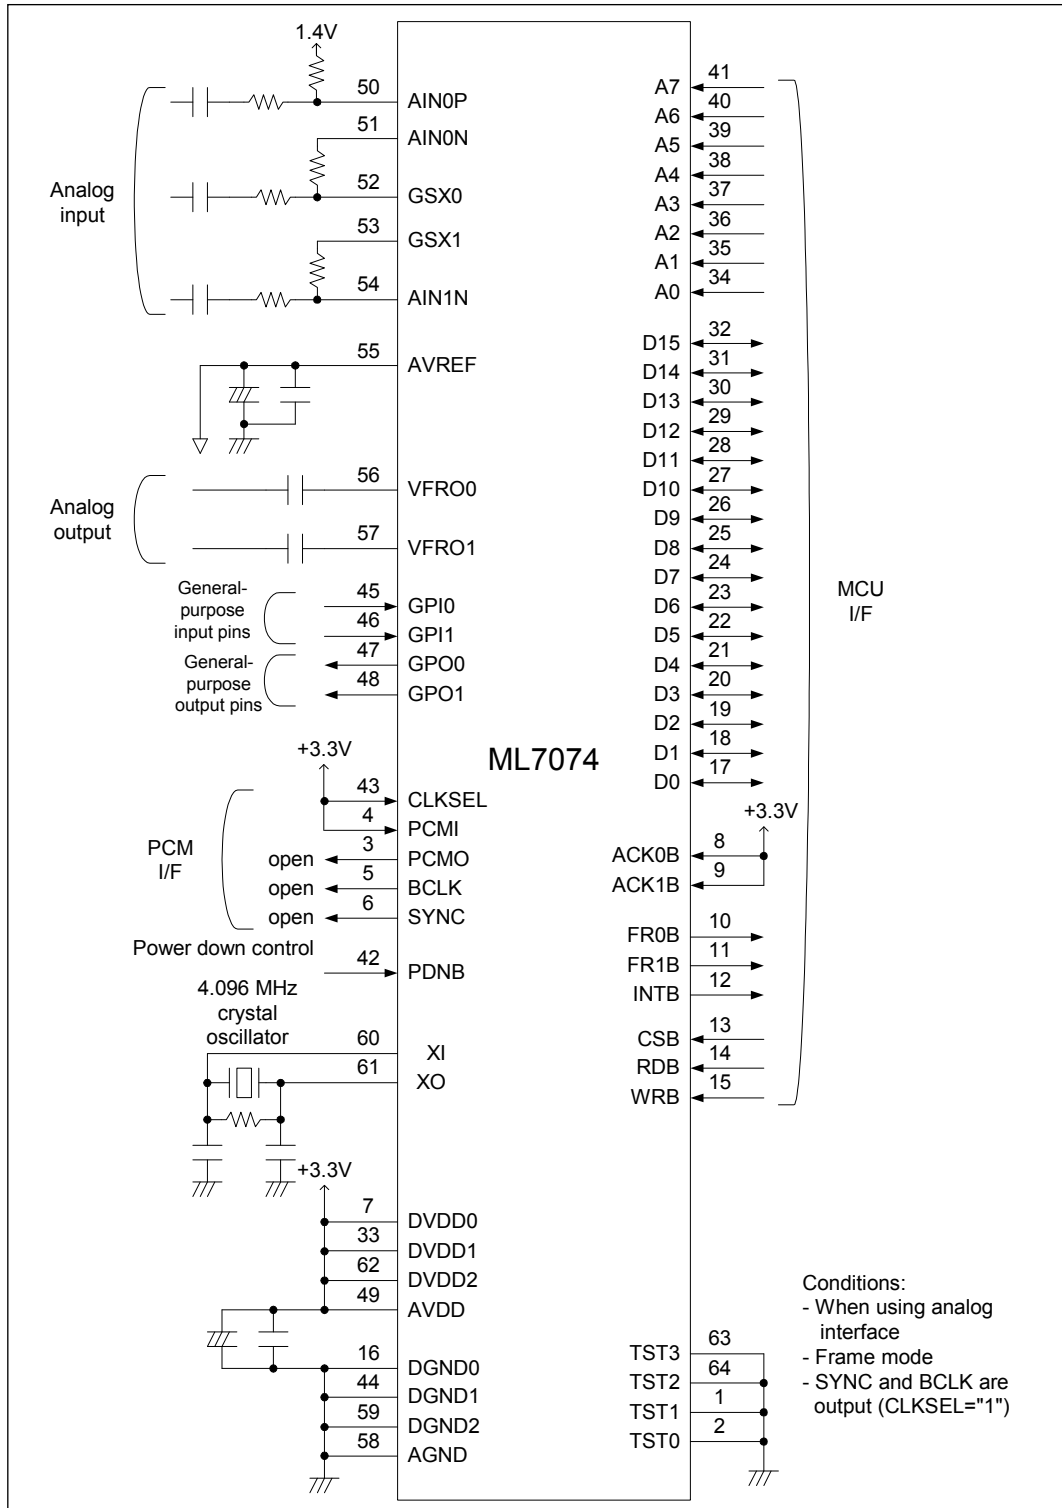 1.4V
Analog
input
50
AIN0P
51
AIN0N
52
GSX0
53
GSX1
54
AIN1N
55
AVREF
Analog
output
56
VFRO0
57
VFRO1
General-
purpose
input pins
45
GPI0
46
GPI1
General-
purpose
output pins
47
GPO0
48
GPO1
+3.3V
PCM
I/F
43
CLKSEL
4
PCMI
open
3
PCMO
open
5
BCLK
open
6
SYNC
Power down control
42
PDNB
4.096 MHz
crystal
oscillator
60
XI
61
XO
+3.3V
7
DVDD0
33
DVDD1
62
DVDD2
49
AVDD
16
DGND0
44
DGND1
59
DGND2
58
AGND
ML7074
A7
41
A6
40
A5
39
A4
38
A3
37
A2
36
A1
35
A0
34
D15
32
D14
31
D13
30
D12
29
D11
28
D10
27
D9
26
D8
25
D7
24
D6
23
D5
22
D4
21
D3
20
D2
19
D1
18
D0
17
MCU
I/F
+3.3V
ACK0B
8
ACK1B
9
FR0B
10
FR1B
11
INTB
12
CSB
13
RDB
14
WRB
15
TST3
63
TST2
64
TST1
1
TST0
2
Conditions:
- When using analog
interface
- Frame mode
- SYNC and BCLK are
output (CLKSEL="1")